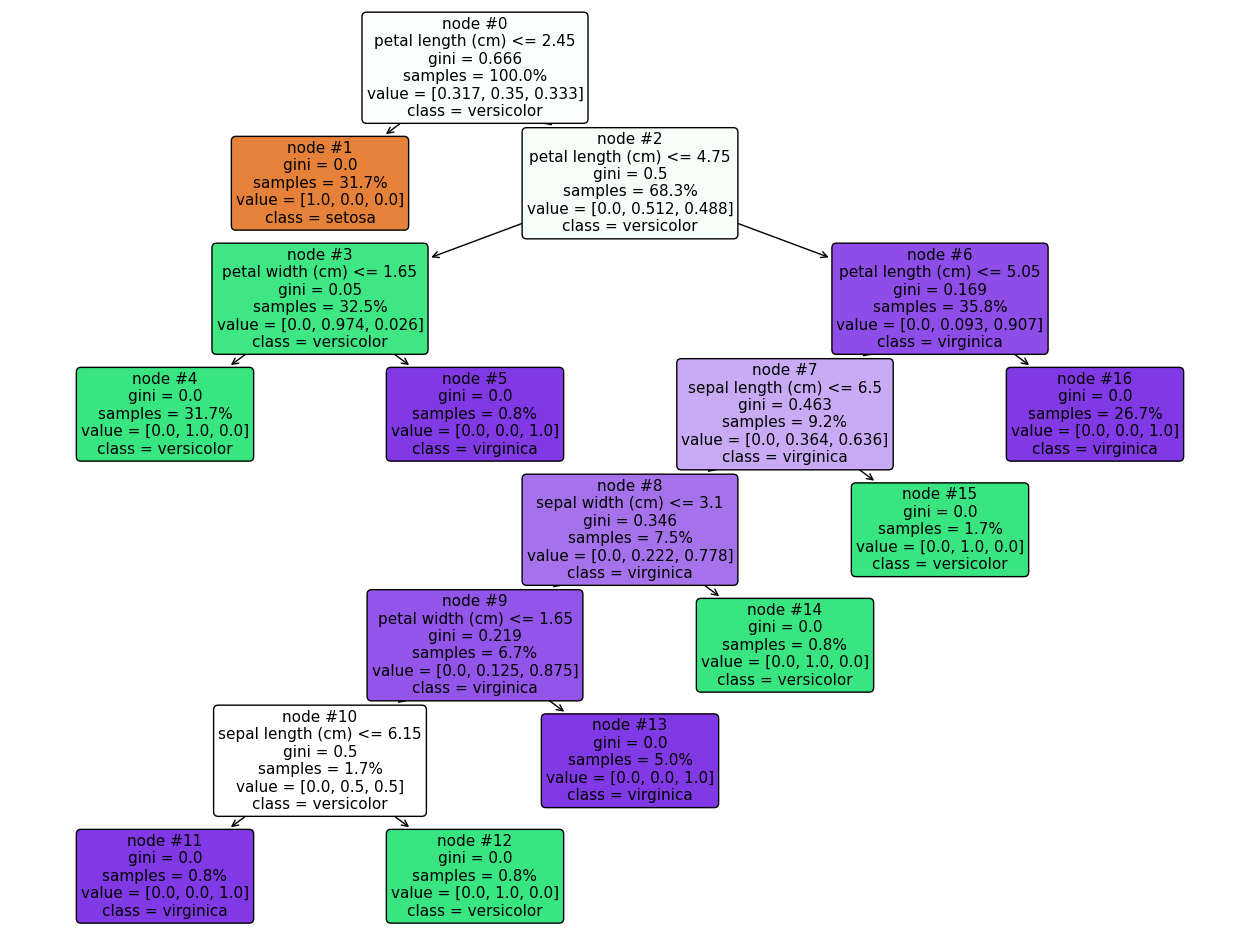 node #0
petal length (cm) <= 2.45
gini = 0.666
samples = 100.0%
value = [0.317, 0.35, 0.333]
class = versicolor
node #1
gini = 0.0
samples = 31.7%
value = [1.0, 0.0, 0.0]
class = setosa
node #2
petal length (cm) <= 4.75
gini = 0.5
samples = 68.3%
value = [0.0, 0.512, 0.488]
class = versicolor
node #3
petal width (cm) <= 1.65
gini = 0.05
samples = 32.5%
value = [0.0, 0.974, 0.026]
class = versicolor
node #4
gini = 0.0
samples = 31.7%
value = [0.0, 1.0, 0.0]
class = versicolor
node #5
gini = 0.0
samples = 0.8%
value = [0.0, 0.0, 1.0]
class = virginica
node #6
petal length (cm) <= 5.05
gini = 0.169
samples = 35.8%
value = [0.0, 0.093, 0.907]
class = virginica
node #7
sepal length (cm) <= 6.5
gini = 0.463
samples = 9.2%
value = [0.0, 0.364, 0.636]
class = virginica
node #8
sepal width (cm) <= 3.1
gini = 0.346
samples = 7.5%
value = [0.0, 0.222, 0.778]
class = virginica
node #9
petal width (cm) <= 1.65
gini = 0.219
samples = 6.7%
value = [0.0, 0.125, 0.875]
class = virginica
node #10
sepal length (cm) <= 6.15
gini = 0.5
samples = 1.7%
value = [0.0, 0.5, 0.5]
class = versicolor
node #11
gini = 0.0
samples = 0.8%
value = [0.0, 0.0, 1.0]
class = virginica
node #12
gini = 0.0
samples = 0.8%
value = [0.0, 1.0, 0.0]
class = versicolor
node #13
gini = 0.0
samples = 5.0%
value = [0.0, 0.0, 1.0]
class = virginica
node #14
gini = 0.0
samples = 0.8%
value = [0.0, 1.0, 0.0]
class = versicolor
node #15
gini = 0.0
samples = 1.7%
value = [0.0, 1.0, 0.0]
class = versicolor
node #16
gini = 0.0
samples = 26.7%
value = [0.0, 0.0, 1.0]
class = virginica